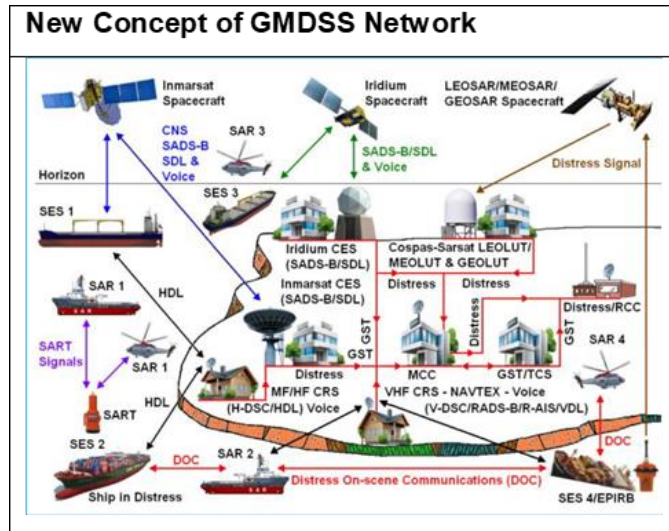 New Concept of GMDSS Network
Inmarsat
Spacecraft
Iridium
Spacecraft
LEOSAR/MEOSAR/
GEOSAR Spacecraft
CNS
SADS-B
SDL &
Voice
SAR 3
SADS-B/SDL
& Voice
Distress Signal
Horizon
SES 1
SES 3
Iridium CES
(SADS-B/SDL)
Cospas-Sarsat LEOLUT/
MEOLUT & GEOLUT
Inmarsat CES
(SADS-B/SDL)
Distress
Distress
SAR 1
HDL
Distress/RCC
SART
Signals
SAR 1
Distress
GST
GST
GST
Distress
SAR 4
MCC
GST/TCS
SART
HDL
MF/HF CRS
(H-DSC/HDL) Voice
VHF CRS - NAVTEX - Voice
(V-DSC/RADS-B/R-AIS/VDL)
SES 2
DOC
SAR 2
DOC
Ship in Distress
Distress On-scene Communications (DOC)
SES 4/EPIRB